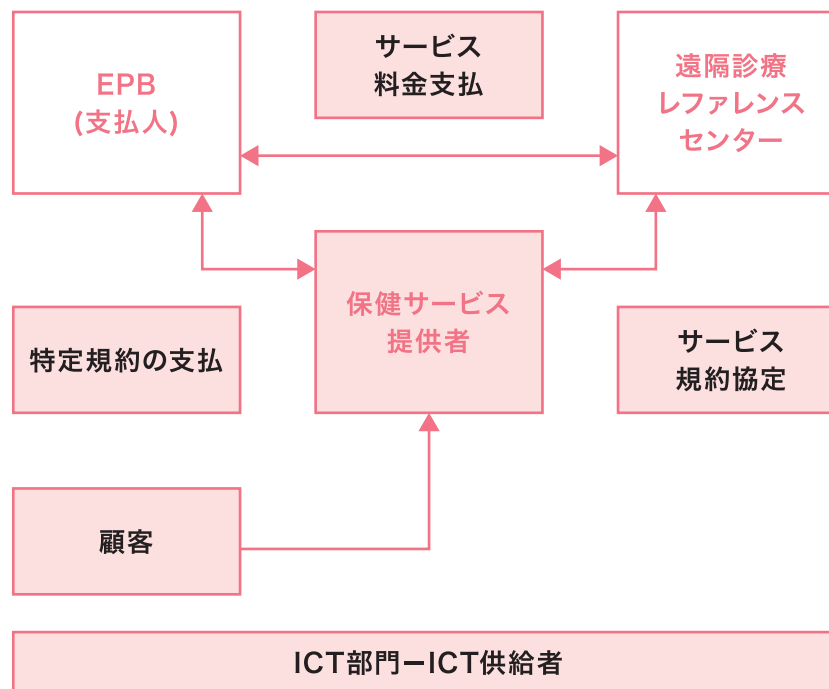 EPB
(支払人)
サービス
料金支払
遠隔診療
レファレンス
センター
保健サービス
提供者
特定規約の支払
サービス
規約協定
顧客
ICT部門ーICT供給者